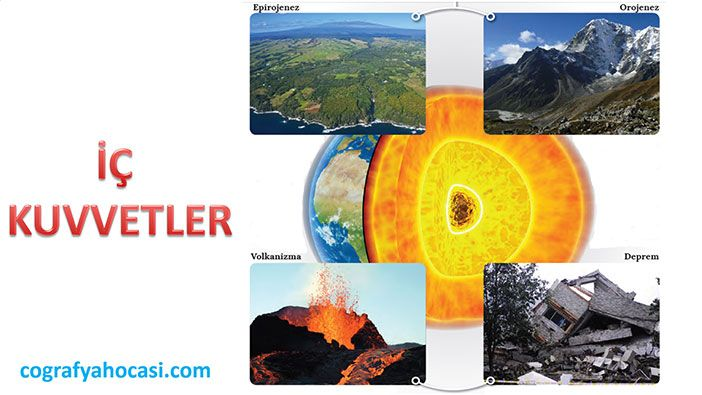 Epirojenez
Orojenez
İÇ
KUVVETLER
Volkanizma
Deprem
cografyahocasi.com